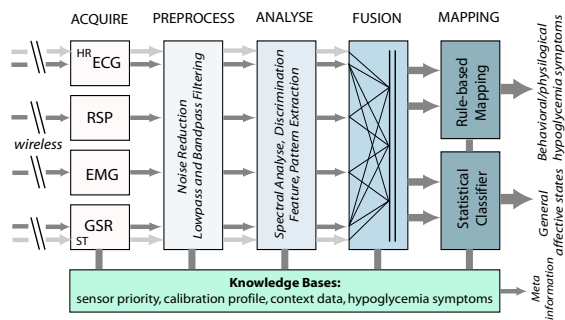 ACQUIRE
PREPROCESS
ANALYSE
FUSION
MAPPING
HR
ECG
RSP
wireless
EMG
GSR
ST
Noise Reduction
Lowpass and Bandpass Filtering
Spectral Analyse, Discrimination
Feature, Pattern Extraction
Rule-based
Mapping
Statistical
Classifier
Behavioral/physilogical
hypoglycemia symptoms
General
affective states
Knowledge Bases:
sensor priority, calibration profile, context data, hypoglycemia symptoms
Meta
information